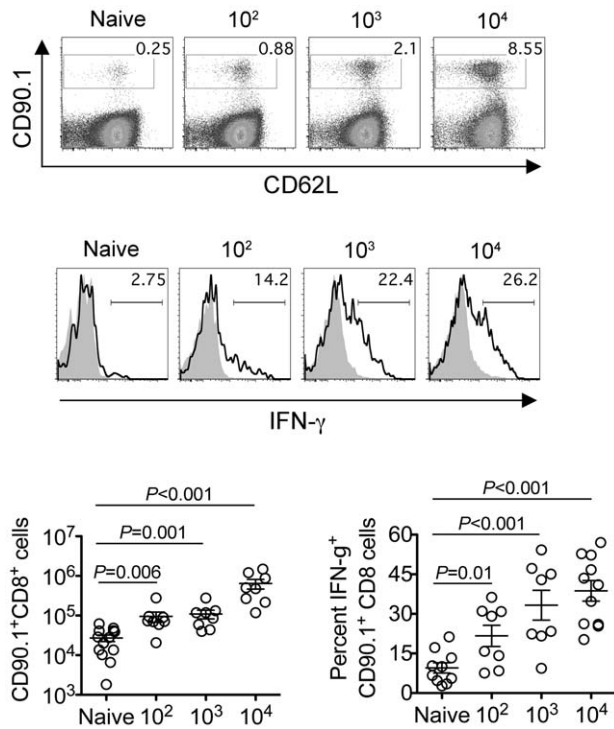 Naive 10² 10³ 10⁴
0.25 0.88 2.1 8.55
CD90.1
CD62L
Naive 10² 10³ 10⁴
2.75 14.2 22.4 26.2
IFN-γ
P<0.001
P=0.001
P=0.006
CD90.1⁺CD8⁺ cells
10⁷
10⁶
10⁵
10⁴
10³
Naive 10² 10³ 10⁴
P<0.001
P<0.001
P=0.01
Percent IFN-g⁺
CD90.1⁺ CD8 cells
60
45
30
15
0
Naive 10² 10³ 10⁴